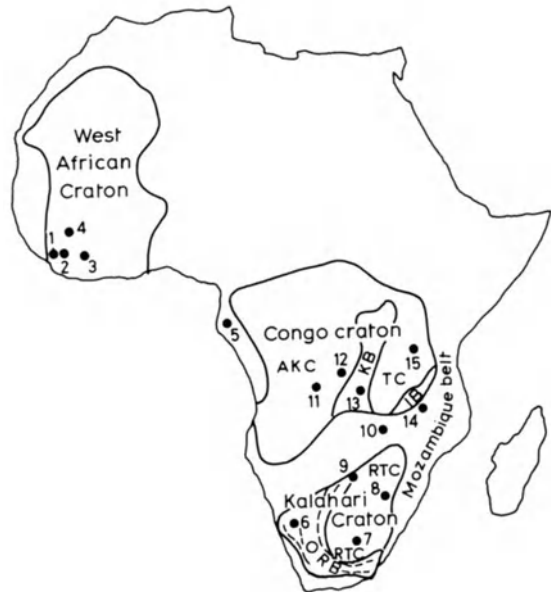 West
African
Craton
4
1
2
3
5
Congo craton
AKC
12
KB
15
11
13
TC
IB
14
10
Mozambique belt
9
RTC
8
Kalahari
Craton
6
7
ORB
RTC